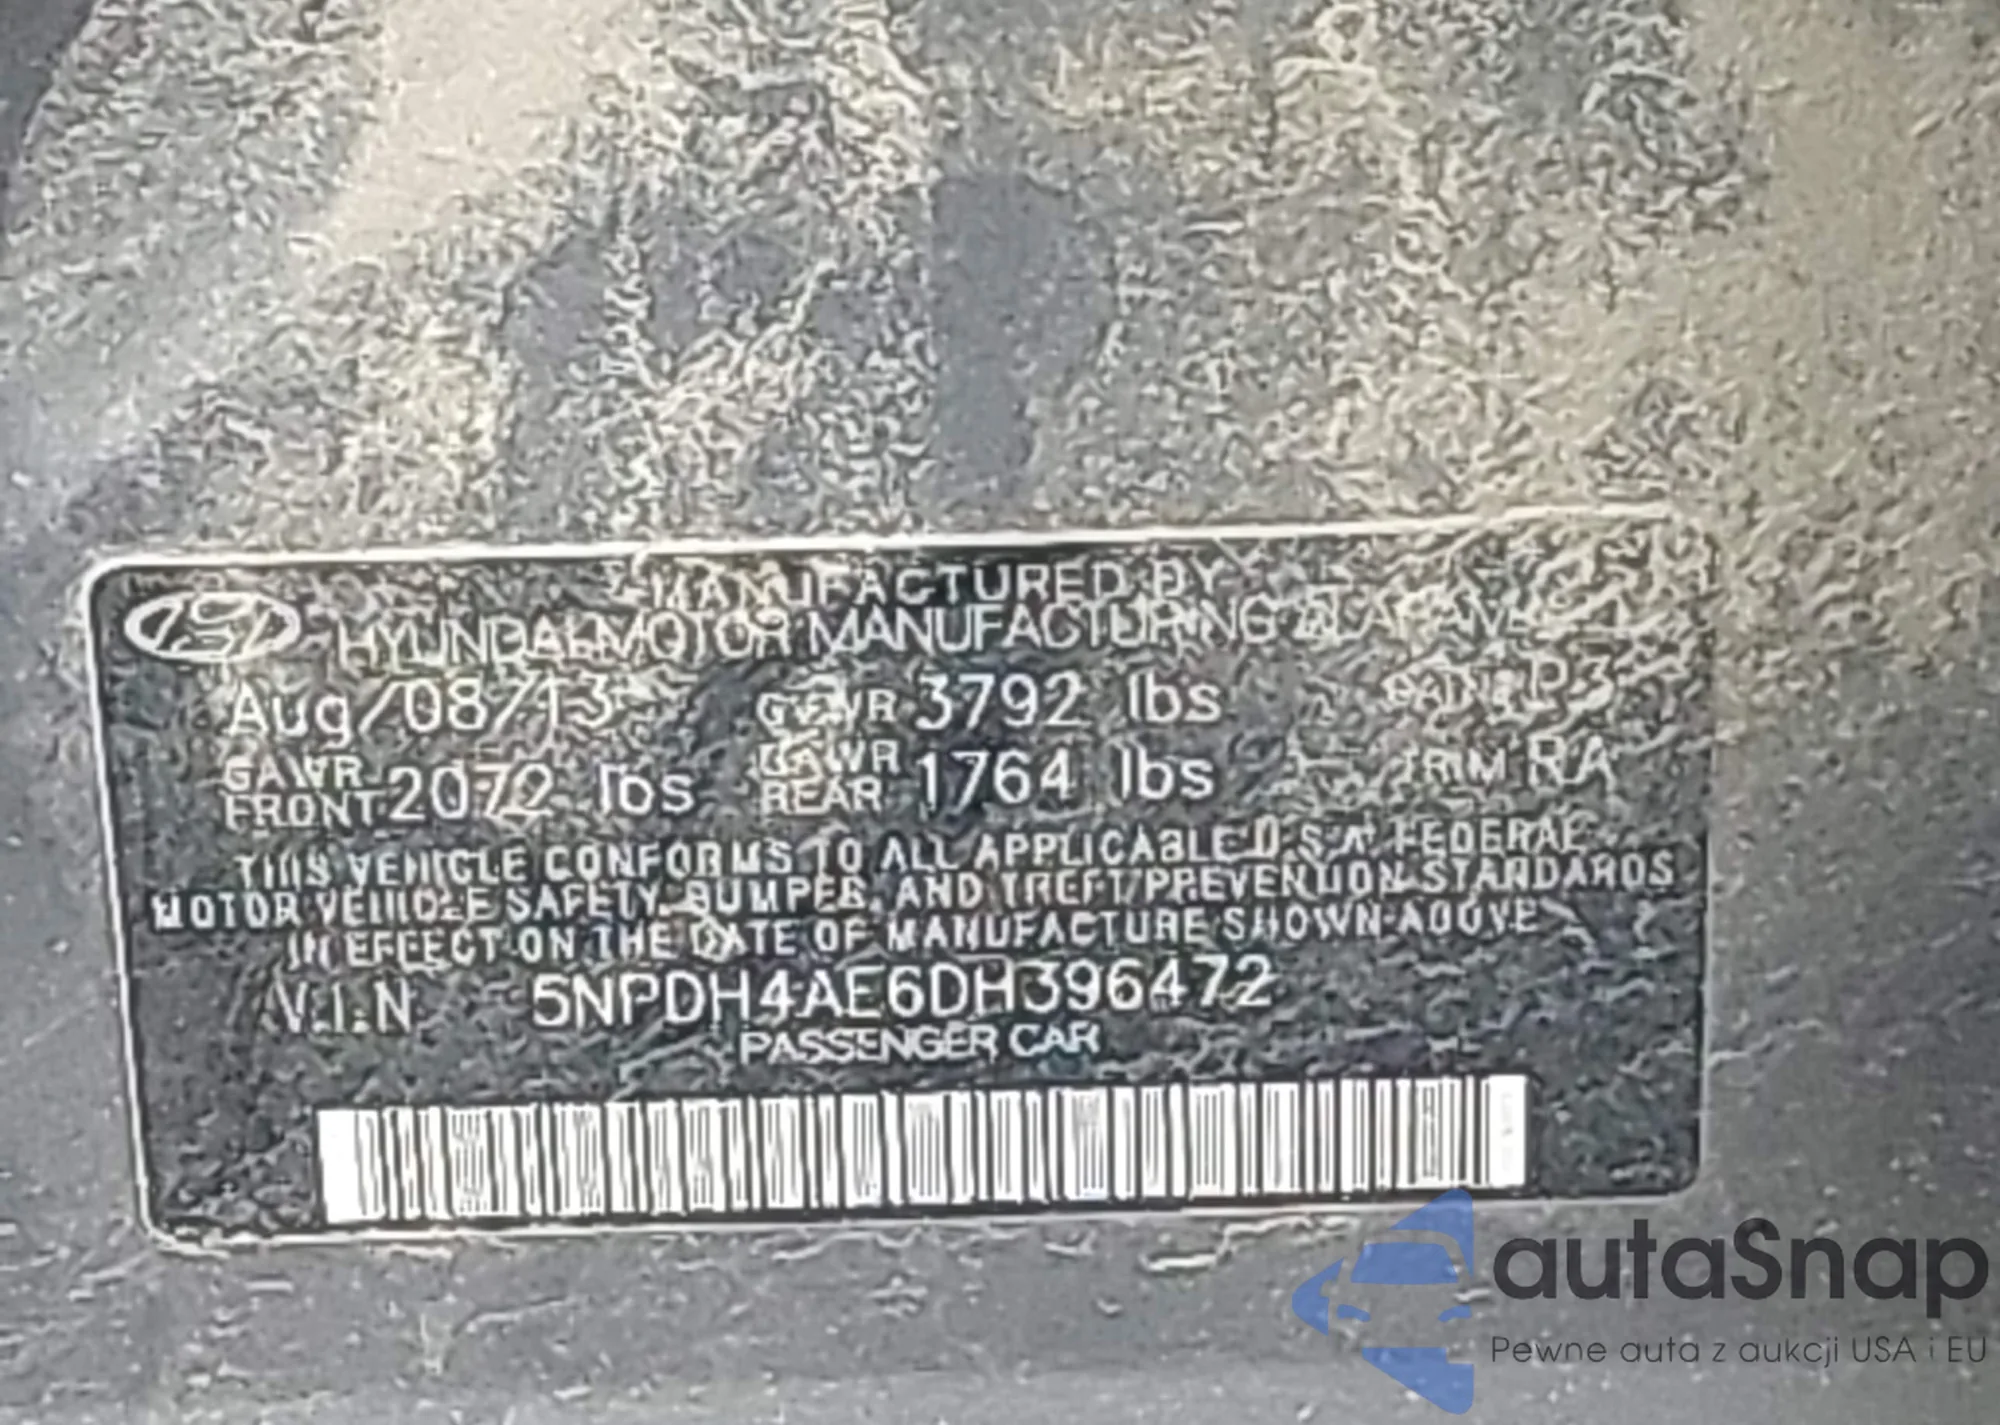 MANUFACTURED BY
HYUNDAI MOTOR MANUFACTURING
Aug/08/13 GVWR 3792 lbs P3
GAWR FRONT 2072 lbs GAWR REAR 1764 lbs TRIM RA
THIS VEHICLE CONFORMS TO ALL APPLICABLE U.S.A. FEDERAL
MOTOR VEHICLE SAFETY, BUMPER, AND THEFT PREVENTION STANDARDS
IN EFFECT ON THE DATE OF MANUFACTURE SHOWN ABOVE
V.I.N 5NPDH4AE6DH396472
PASSENGER CAR
autaSnap
Pewne auta z aukcji USA i EU